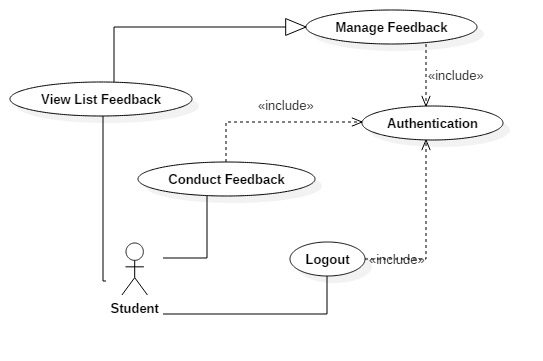 Manage Feedback
«include»
View List Feedback
«include»
Authentication
Conduct Feedback
Logout
«include»
Student